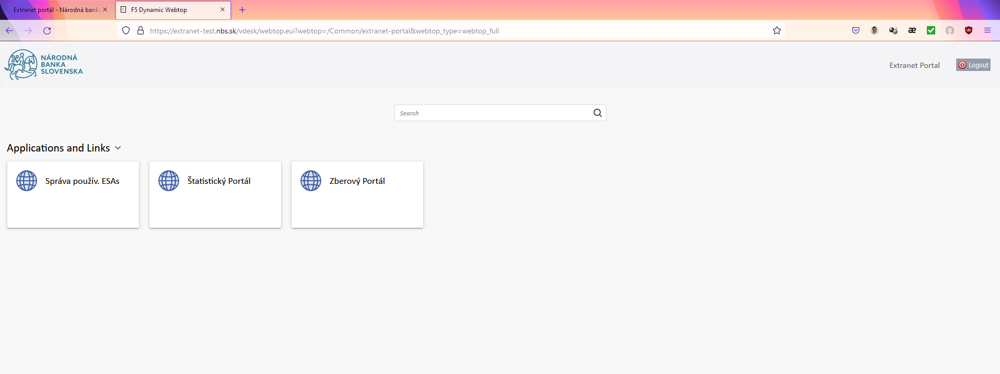 Extranet portál - Národná banka
F5 Dynamic Webtop
https://extranet-test.nbs.sk/vdesk/webtop.eui?webtop=/Common/extranet-portal&webtop_type=webtop_full
æ
NÁRODNÁ
BANKA
SLOVENSKA
Extranet Portal
Logout
Search
Applications and Links
Správa použív. ESAs
Štatistický Portál
Zberový Portál